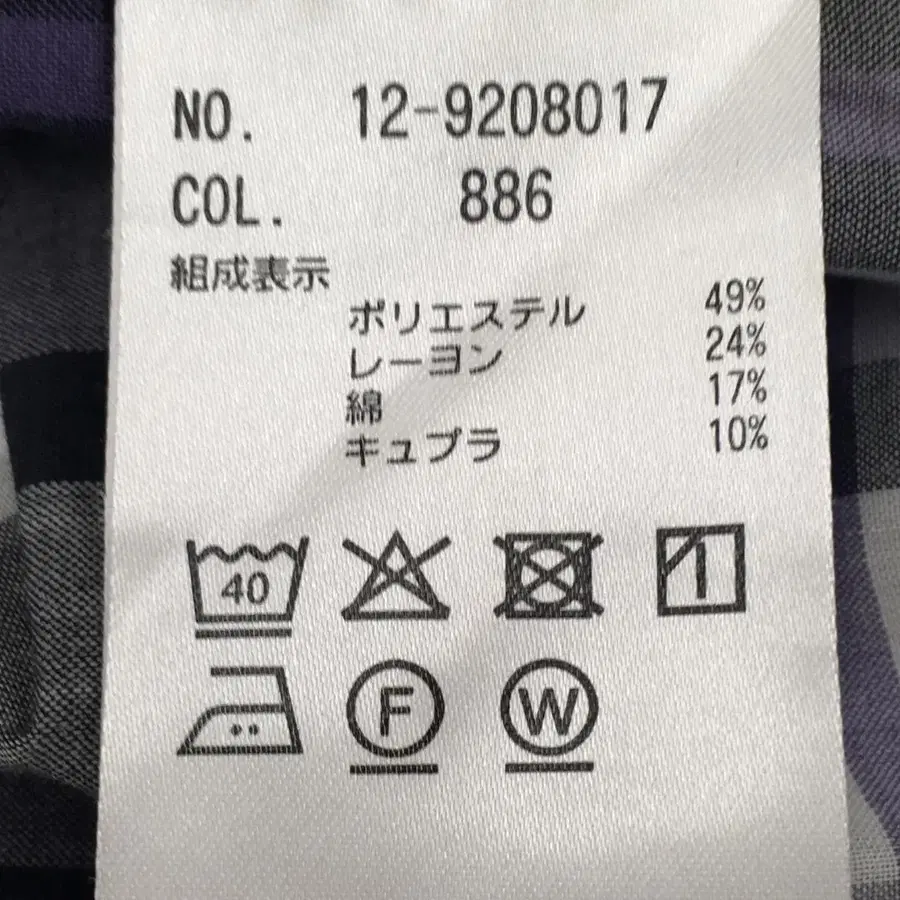 NO. 12-9208017
COL. 886
組成表示
ポリエステル 49%
レーヨン 24%
綿 17%
キュプラ 10%
40
F W